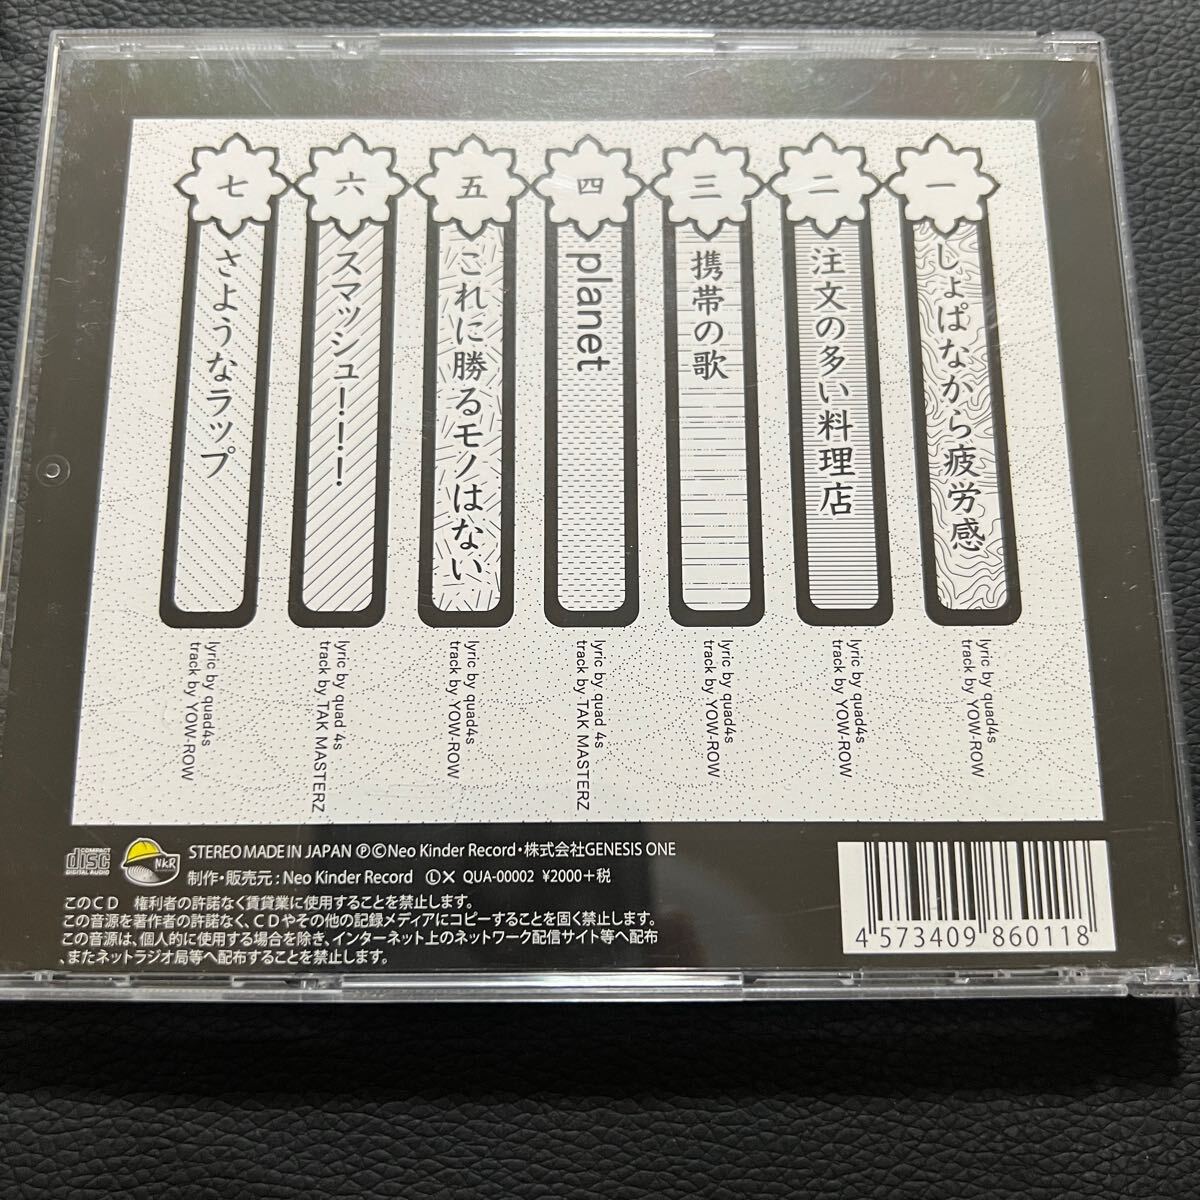 一
しょぱなから疲労感
lyric by quad4s
track by YOW-ROW
二
注文の多い料理店
lyric by quad4s
track by YOW-ROW
三
携帯の歌
lyric by quad4s
track by YOW-ROW
四
planet
lyric by quad 4s
track by TAK MASTERZ
五
これに勝るモノはない
lyric by quad4s
track by YOW-ROW
六
スマッシュ！！！
lyric by quad 4s
track by TAK MASTERZ
七
さようなラップ
lyric by quad4s
track by YOW-ROW
COMPACT
disc
DIGITAL AUDIO
NKR
STEREO MADE IN JAPAN ℗©Neo Kinder Record・株式会社GENESIS ONE
制作・販売元：Neo Kinder Record Ⓛ✕ QUA-00002 ¥2000＋税
このＣＤ　権利者の許諾なく賃貸業に使用することを禁止します。
この音源を著作者の許諾なく、ＣＤやその他の記録メディアにコピーすることを固く禁止します。
この音源は、個人的に使用する場合を除き、インターネット上のネットワーク配信サイト等へ配布
、またネットラジオ局等へ配布することを禁止します。
4 573409 860118